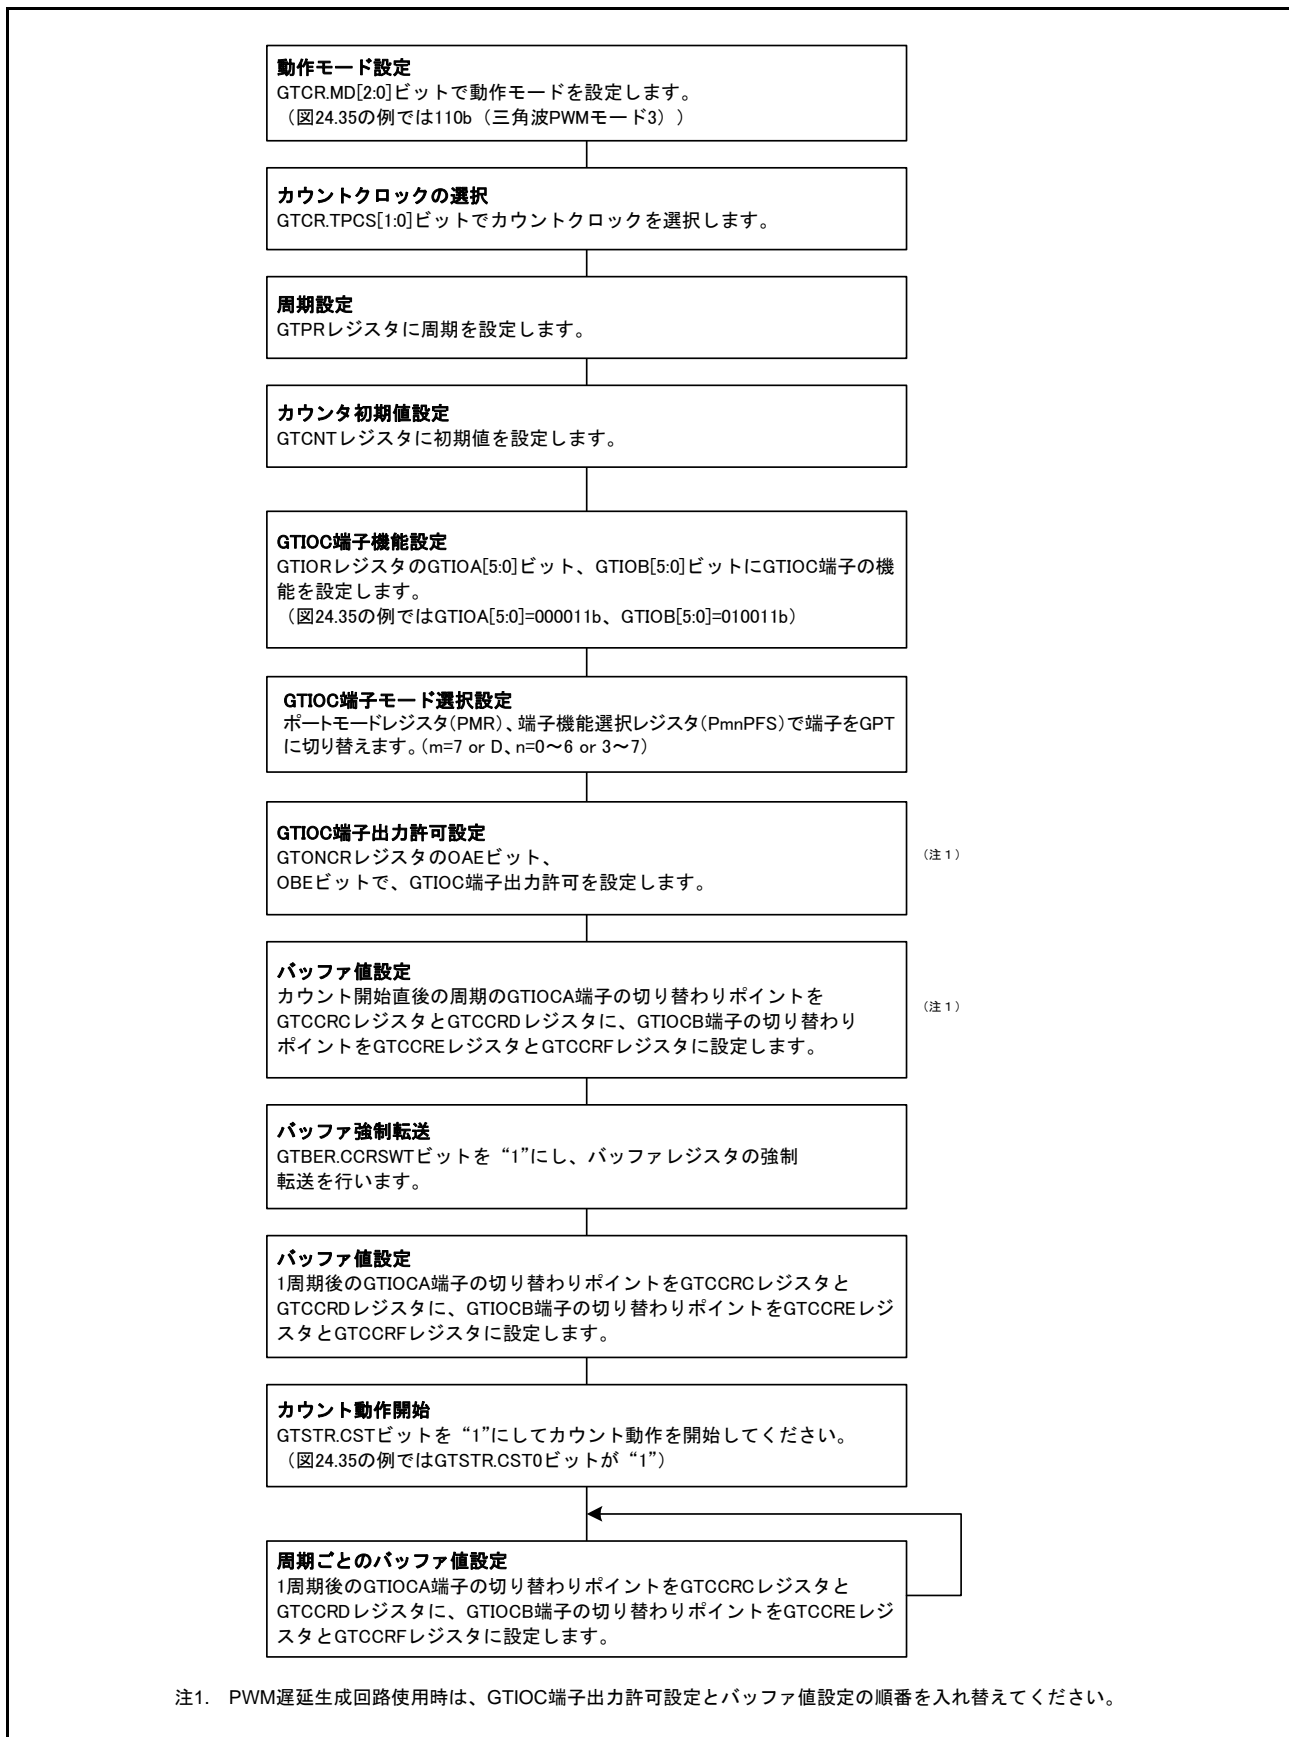 動作モード設定
GTCR.MD[2:0]ビットで動作モードを設定します。
（図24.35の例では110b（三角波PWMモード3））
カウントクロックの選択
GTCR.TPCS[1:0]ビットでカウントクロックを選択します。
周期設定
GTPRレジスタに周期を設定します。
カウンタ初期値設定
GTCNTレジスタに初期値を設定します。
GTIOC端子機能設定
GTIORレジスタのGTIOA[5:0]ビット、GTIOB[5:0]ビットにGTIOC端子の機
能を設定します。
（図24.35の例ではGTIOA[5:0]=000011b、GTIOB[5:0]=010011b）
GTIOC端子モード選択設定
ポートモードレジスタ(PMR)、端子機能選択レジスタ(PmnPFS)で端子をGPT
に切り替えます。(m=7 or D、n=0～6 or 3～7)
GTIOC端子出力許可設定
GTONCRレジスタのOAEビット、
OBEビットで、GTIOC端子出力許可を設定します。
（注1）
バッファ値設定
カウント開始直後の周期のGTIOCA端子の切り替わりポイントを
GTCCRCレジスタとGTCCRDレジスタに、GTIOCB端子の切り替わり
ポイントをGTCCREレジスタとGTCCRFレジスタに設定します。
（注1）
バッファ強制転送
GTBER.CCRSWTビットを“1”にし、バッファレジスタの強制
転送を行います。
バッファ値設定
1周期後のGTIOCA端子の切り替わりポイントをGTCCRCレジスタと
GTCCRDレジスタに、GTIOCB端子の切り替わりポイントをGTCCREレジ
スタとGTCCRFレジスタに設定します。
カウント動作開始
GTSTR.CSTビットを“1”にしてカウント動作を開始してください。
（図24.35の例ではGTSTR.CST0ビットが“1”）
周期ごとのバッファ値設定
1周期後のGTIOCA端子の切り替わりポイントをGTCCRCレジスタと
GTCCRDレジスタに、GTIOCB端子の切り替わりポイントをGTCCREレジ
スタとGTCCRFレジスタに設定します。
注1. PWM遅延生成回路使用時は、GTIOC端子出力許可設定とバッファ値設定の順番を入れ替えてください。